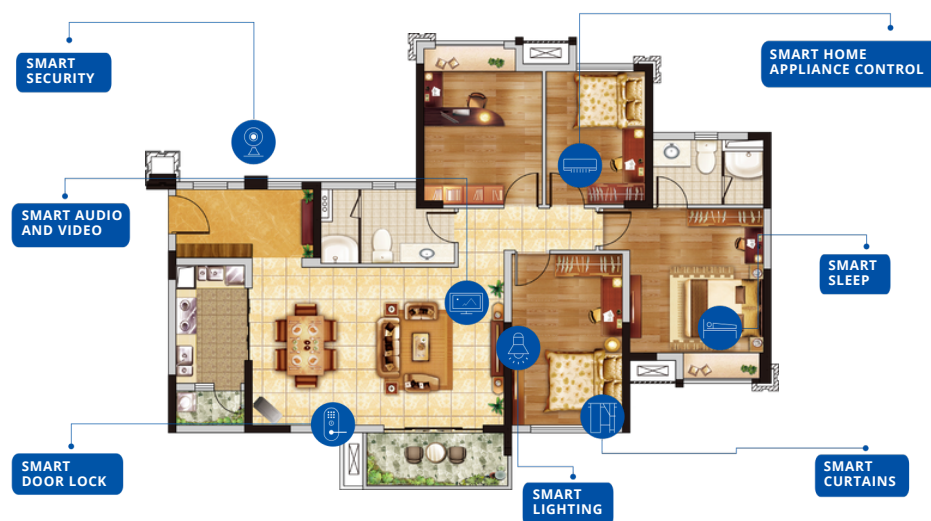 SMART
SECURITY
SMART HOME
APPLIANCE CONTROL
SMART AUDIO
AND VIDEO
SMART
SLEEP
SMART
DOOR LOCK
SMART
LIGHTING
SMART
CURTAINS